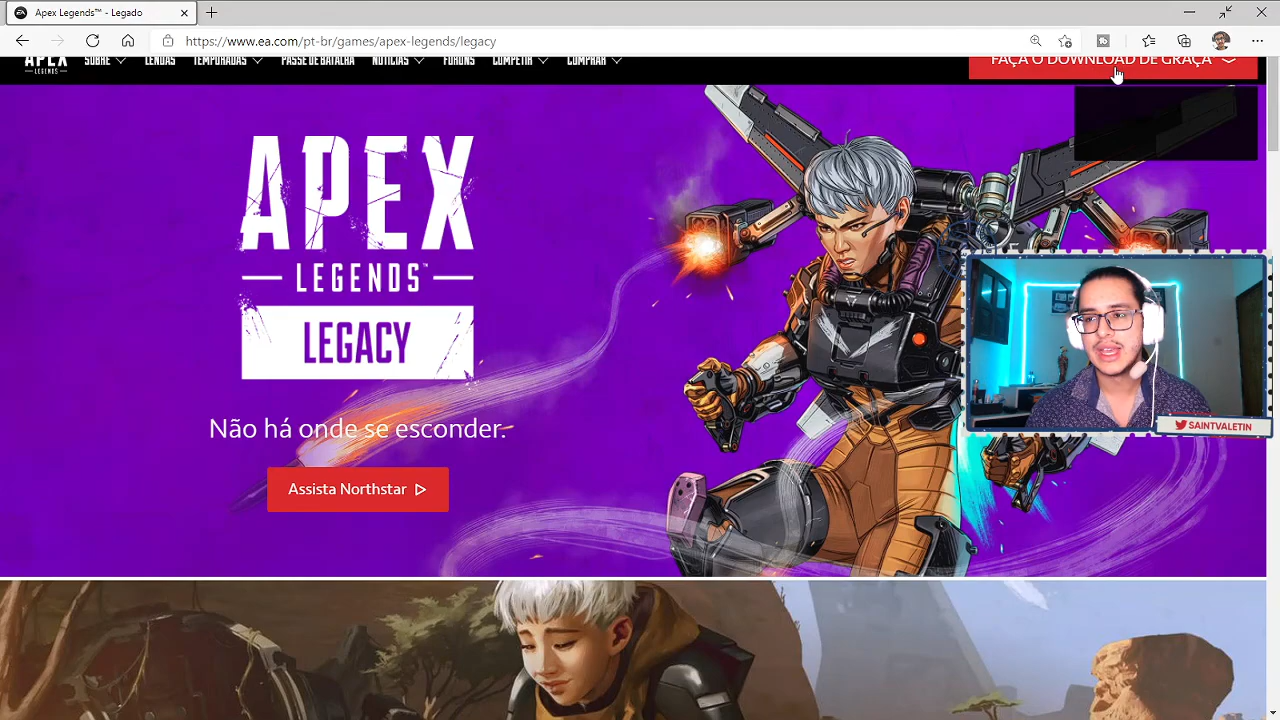 Apex Legends™ - Legado
https://www.ea.com/pt-br/games/apex-legends/legacy
APEX
LEGENDS
SOBRE
LENDAS
TEMPORADAS
PASSE DE BATALHA
NOTÍCIAS
FÓRUNS
COMPETIR
COMPRAR
FAÇA O DOWNLOAD DE GRAÇA
APEX
LEGENDS™
LEGACY
Não há onde se esconder.
Assista Northstar
SAINTVALETIN